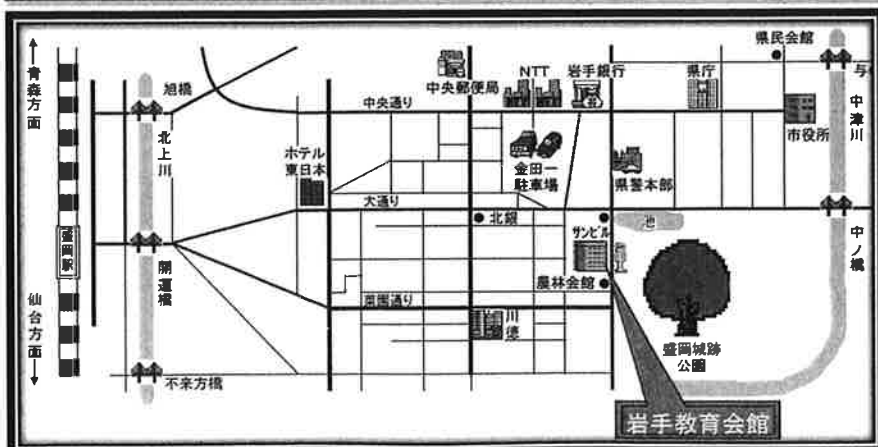 青森方面
仙台方面
盛岡駅
旭橋
北上川
開運橋
不来方橋
中央郵便局
NTT
岩手銀行
県民会館
県庁
市役所
与
中津川
中ノ橋
中央通り
ホテル
東日本
金田一
駐車場
県警本部
大通り
北銀
サンビル
池
農林会館
菜園通り
川徳
盛岡城跡
公園
岩手教育会館